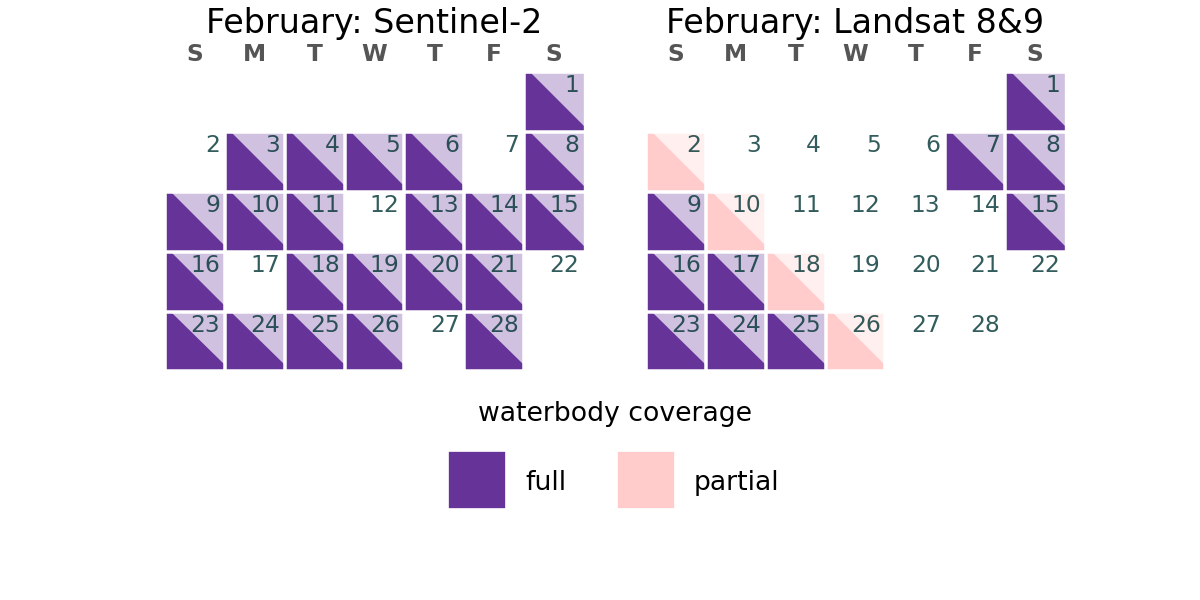 February: Sentinel-2
S M T W T F S
1
2 3 4 5 6 7 8
9 10 11 12 13 14 15
16 17 18 19 20 21 22
23 24 25 26 27 28
February: Landsat 8&9
S M T W T F S
1
2 3 4 5 6 7 8
9 10 11 12 13 14 15
16 17 18 19 20 21 22
23 24 25 26 27 28
waterbody coverage
full partial